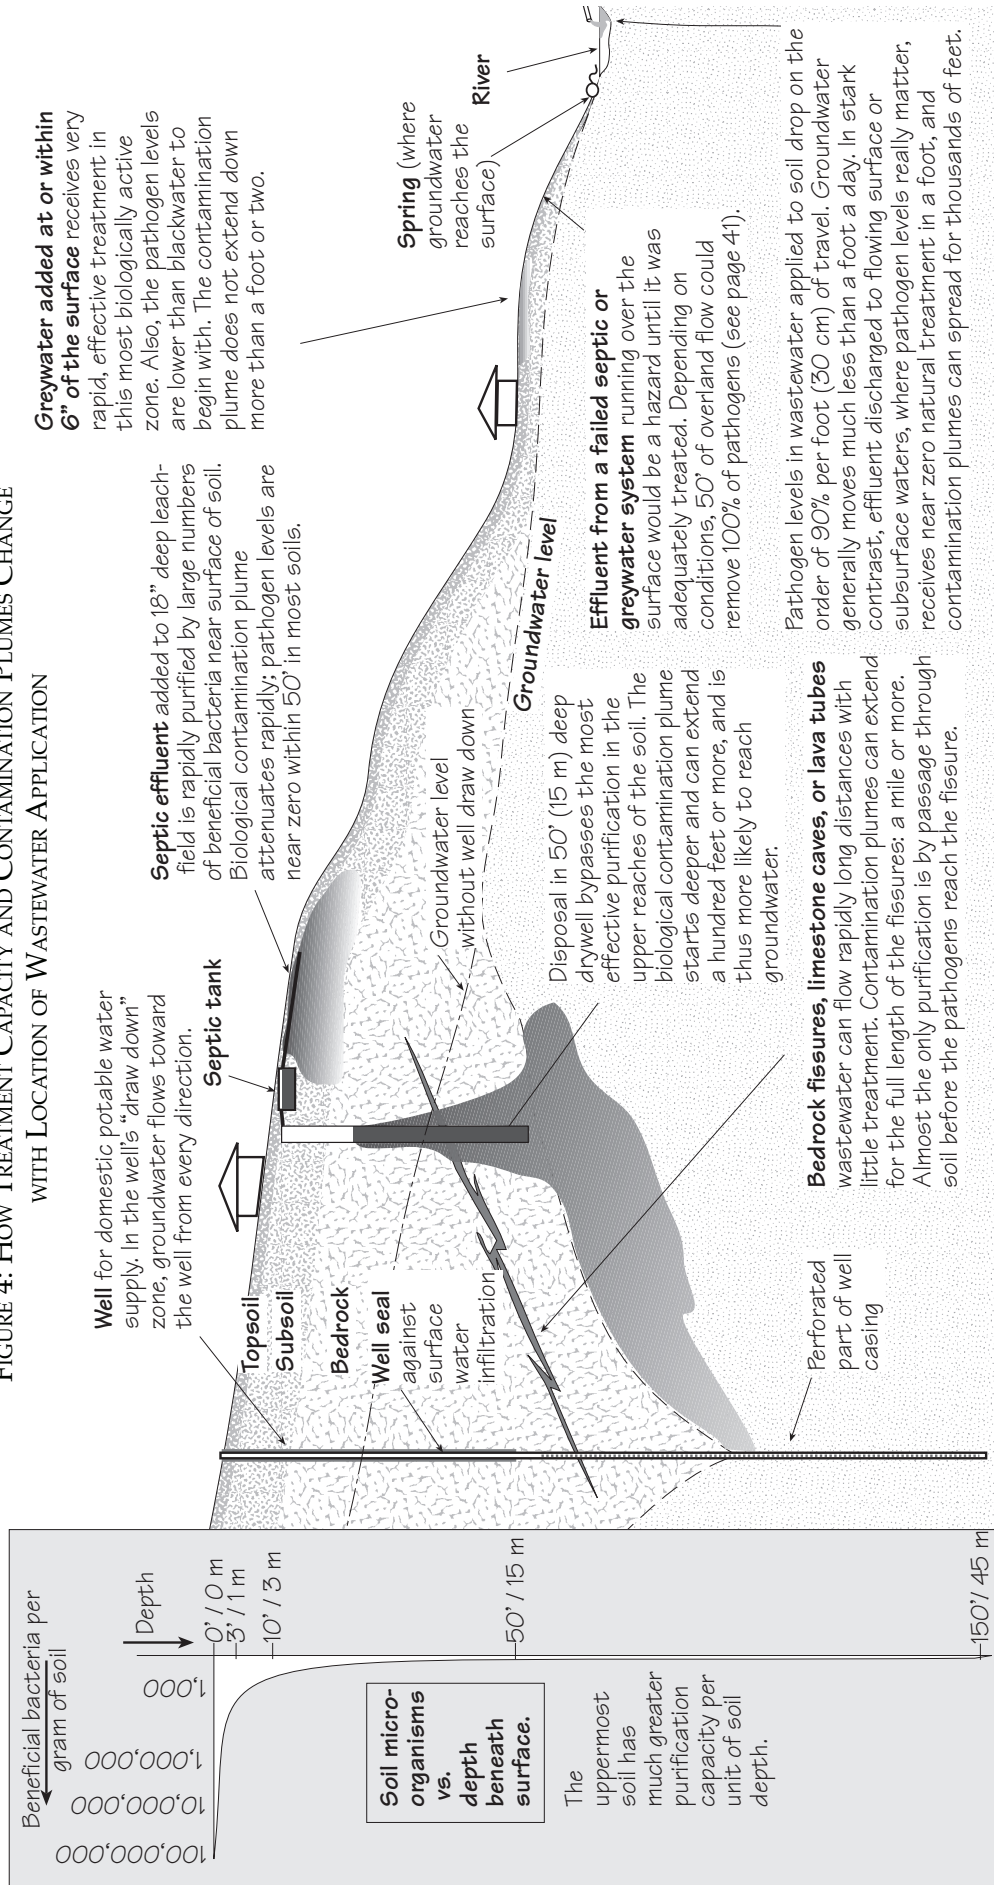 FIGURE 4: HOW TREATMENT CAPACITY AND CONTAMINATION PLUMES CHANGE
WITH LOCATION OF WASTEWATER APPLICATION
Beneficial bacteria per
gram of soil
100,000,000
10,000,000
1,000,000
1,000
Depth
0' / 0 m
3' / 1 m
10' / 3 m
50' / 15 m
150' / 45 m
Soil micro-
organisms
vs.
depth
beneath
surface.
The
uppermost
soil has
much greater
purification
capacity per
unit of soil
depth.
Well for domestic potable water
supply. In the well's "draw down"
zone, groundwater flows toward
the well from every direction.
Septic tank
Topsoil
Subsoil
Bedrock
Well seal
against
surface
water
infiltration
Septic effluent added to 18" deep leach-
field is rapidly purified by large numbers
of beneficial bacteria near surface of soil.
Biological contamination plume
attenuates rapidly; pathogen levels are
near zero within 50' in most soils.
Greywater added at or within
6" of the surface receives very
rapid, effective treatment in
this most biologically active
zone. Also, the pathogen levels
are lower than blackwater to
begin with. The contamination
plume does not extend down
more than a foot or two.
Spring (where
groundwater
reaches the
surface)
River
Groundwater level
without well draw down
Groundwater level
Disposal in 50' (15 m) deep
drywell bypasses the most
effective purification in the
upper reaches of the soil. The
biological contamination plume
starts deeper and can extend
a hundred feet or more, and is
thus more likely to reach
groundwater.
Effluent from a failed septic or
greywater system running over the
surface would be a hazard until it was
adequately treated. Depending on
conditions, 50' of overland flow could
remove 100% of pathogens (see page 41).
Perforated
part of well
casing
Bedrock fissures, limestone caves, or lava tubes
wastewater can flow rapidly long distances with
little treatment. Contamination plumes can extend
for the full length of the fissures: a mile or more.
Almost the only purification is by passage through
soil before the pathogens reach the fissure.
Pathogen levels in wastewater applied to soil drop on the
order of 90% per foot (30 cm) of travel. Groundwater
generally moves much less than a foot a day. In stark
contrast, effluent discharged to flowing surface or
subsurface waters, where pathogen levels really matter,
receives near zero natural treatment in a foot, and
contamination plumes can spread for thousands of feet.